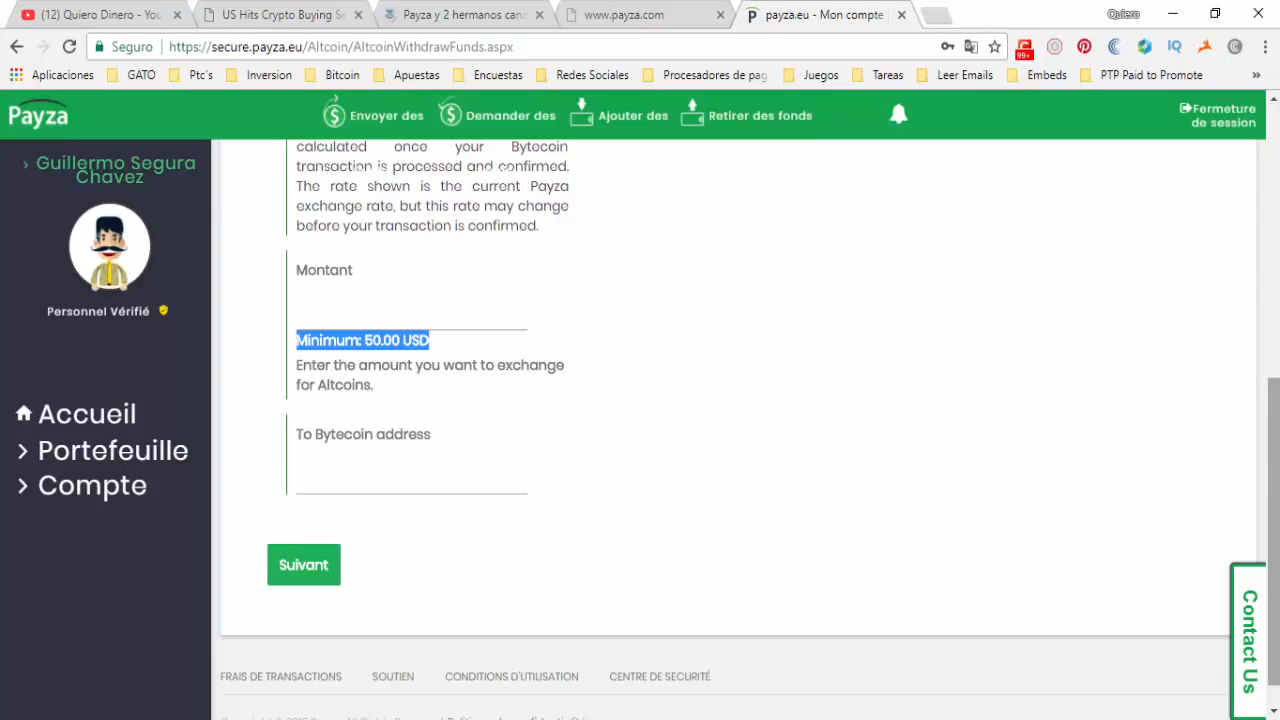 (12) Quiero Dinero - You
US Hits Crypto Buying Se
Payza y 2 hermanos cana
www.payza.com
payza.eu - Mon compte
Quiero
Seguro
https://secure.payza.eu/Altcoin/AltcoinWithdrawFunds.aspx
99+
IQ
Aplicaciones
GATO
Ptc's
Inversion
Bitcoin
Apuestas
Encuestas
Redes Sociales
Procesadores de pag
Juegos
Tareas
Leer Emails
Embeds
PTP Paid to Promote
»
Payza
Envoyer des
Demander des
Ajouter des
Retirer des fonds
Fermeture
de session
› Guillermo Segura
Chavez
Personnel Vérifié
Accueil
Portefeuille
Compte
calculated once your Bytecoin
transaction is processed and confirmed.
The rate shown is the current Payza
exchange rate, but this rate may change
before your transaction is confirmed.
Montant
Minimum: 50.00 USD
Enter the amount you want to exchange
for Altcoins.
To Bytecoin address
Suivant
Contact Us
FRAIS DE TRANSACTIONS
SOUTIEN
CONDITIONS D'UTILISATION
CENTRE DE SECURITÉ